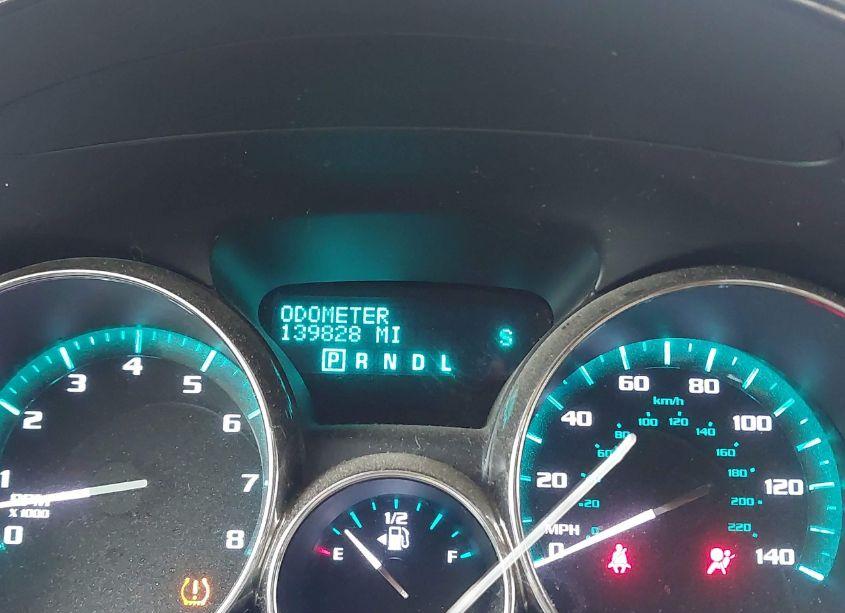 ODOMETER
139828 MI
S
P R N D L
0 1 2 3 4 5 6 7 8
RPM
X 1000
E 1/2 F
0 20 40 60 80 100 120 140
MPH
km/h
0 20 60 80 100 120 140 160 180 200 220